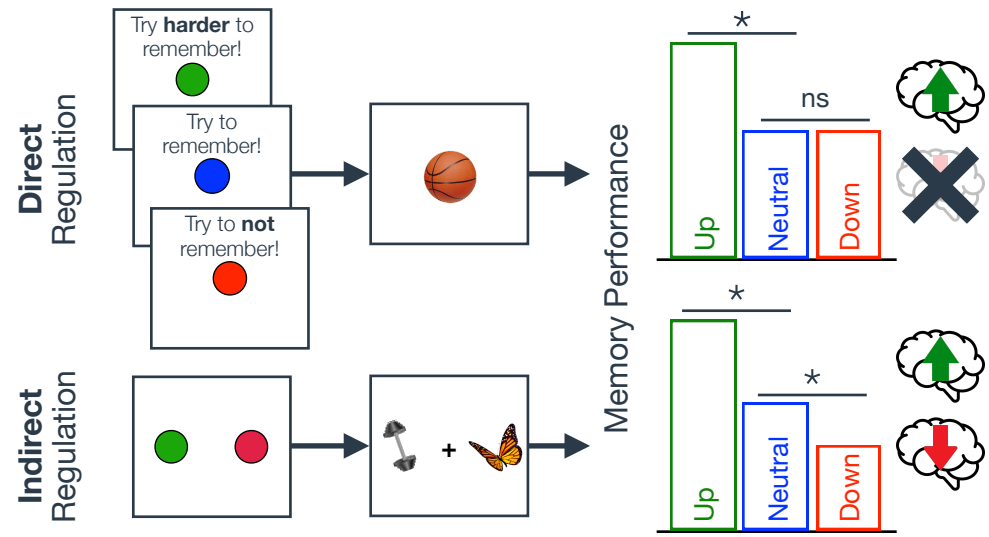 Direct
Regulation
Try harder to
remember!
Try to
remember!
Try to not
remember!
+
Memory Performance
*
ns
Up
Neutral
Down
Indirect
Regulation
*
*
Up
Neutral
Down